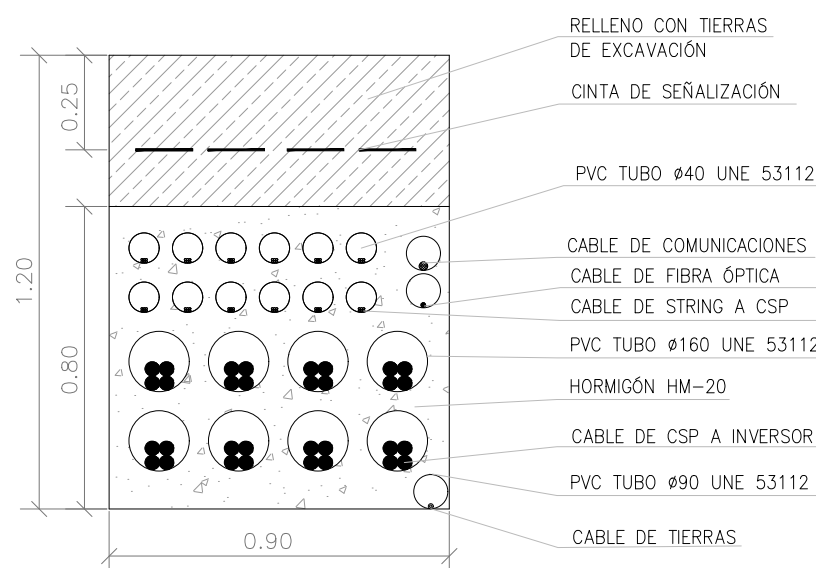 RELLENO CON TIERRAS
DE EXCAVACIÓN
0.25
CINTA DE SEÑALIZACIÓN
PVC TUBO ø40 UNE 53112
CABLE DE COMUNICACIONES
1.20
CABLE DE FIBRA ÓPTICA
CABLE DE STRING A CSP
PVC TUBO ø160 UNE 53112
0.80
HORMIGÓN HM-20
CABLE DE CSP A INVERSOR
PVC TUBO ø90 UNE 53112
CABLE DE TIERRAS
0.90